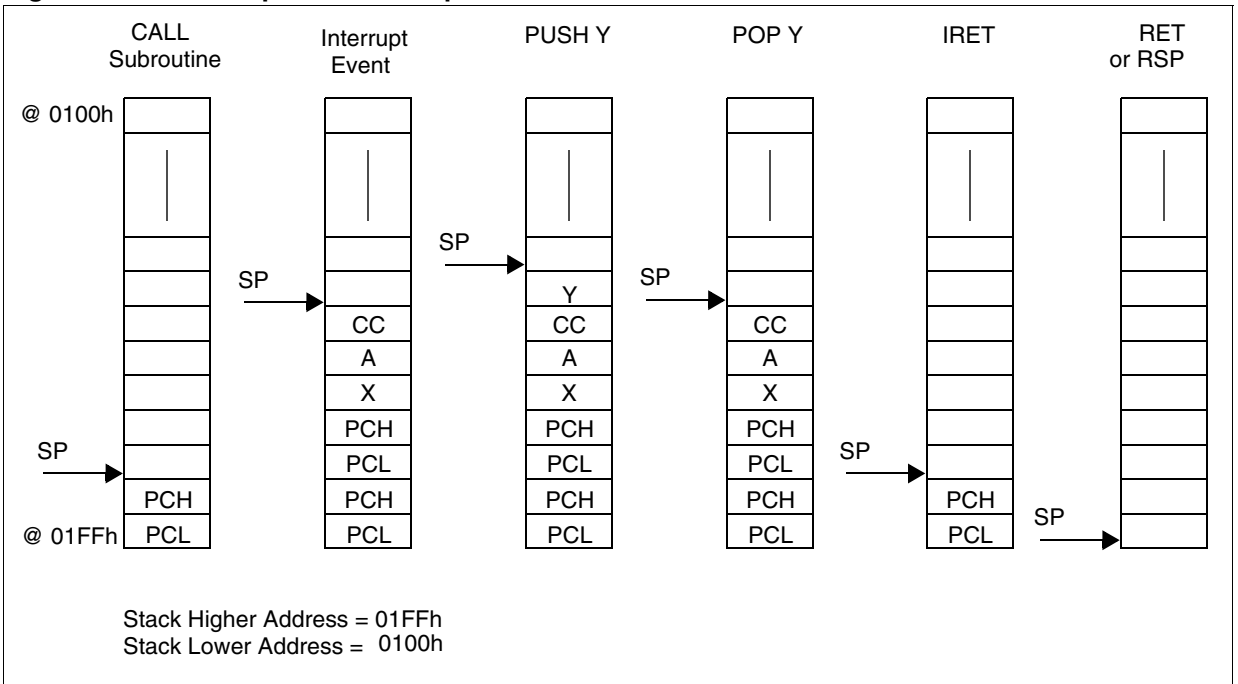 CALL
Subroutine
Interrupt
Event
PUSH Y
POP Y
IRET
RET
or RSP
@ 0100h
SP
SP
SP
Y
CC
CC
CC
A
A
A
X
X
X
PCH
PCH
PCH
SP
SP
PCL
PCL
PCL
PCH
PCH
PCH
PCH
PCH
SP
@ 01FFh
PCL
PCL
PCL
PCL
PCL
Stack Higher Address = 01FFh
Stack Lower Address = 0100h